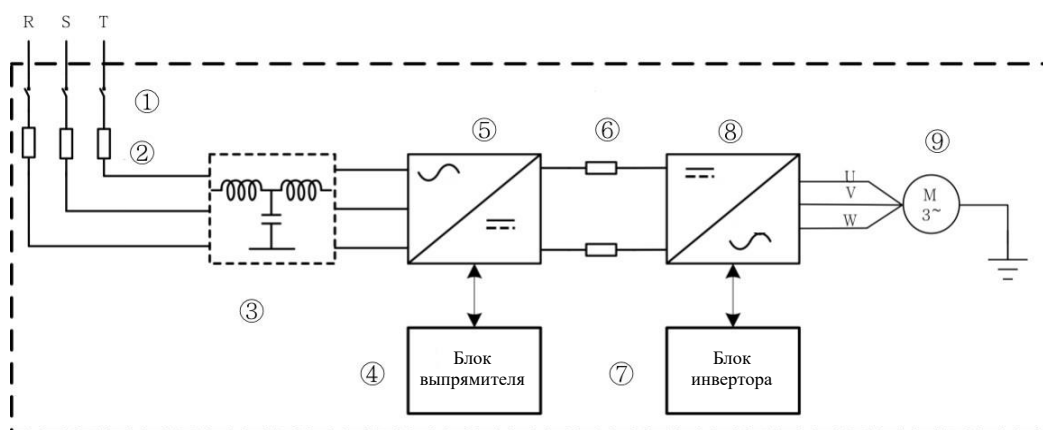 R S T
①
②
③
④
⑤
⑥
⑦
⑧
⑨
U
V
W
M
3~
Блок
выпрямителя
Блок
инвертора